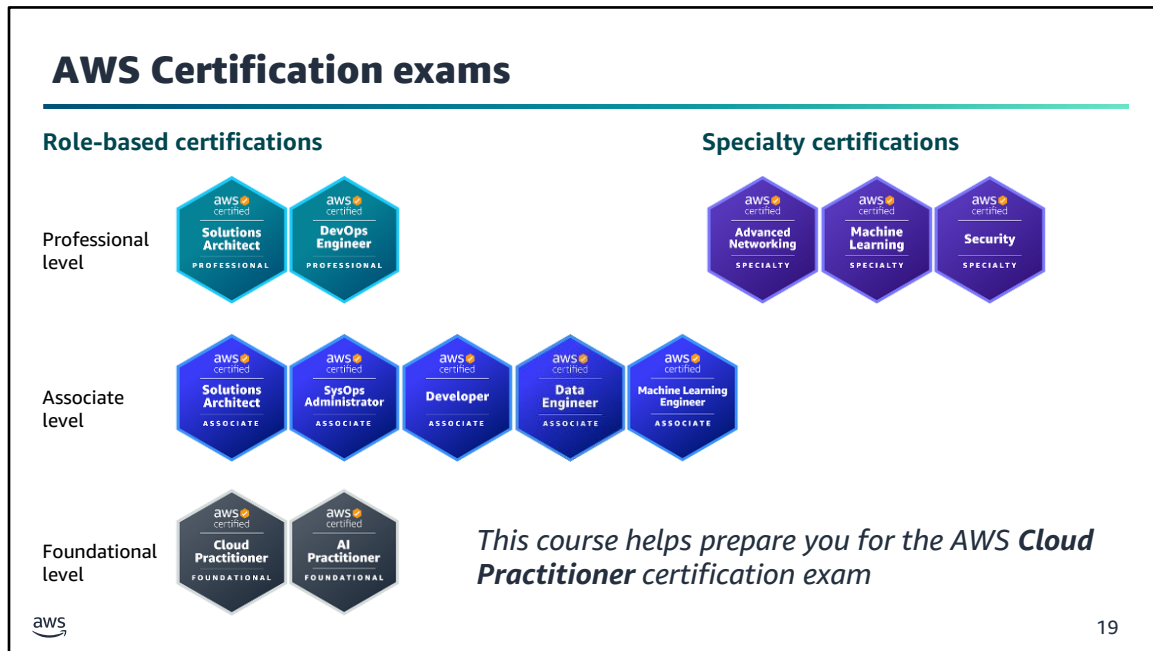 AWS Certification exams
Role-based certifications
Specialty certifications
Professional
level
aws
certified
Solutions
Architect
PROFESSIONAL
aws
certified
DevOps
Engineer
PROFESSIONAL
aws
certified
Advanced
Networking
SPECIALTY
aws
certified
Machine
Learning
SPECIALTY
aws
certified
Security
SPECIALTY
Associate
level
aws
certified
Solutions
Architect
ASSOCIATE
aws
certified
SysOps
Administrator
ASSOCIATE
aws
certified
Developer
ASSOCIATE
aws
certified
Data
Engineer
ASSOCIATE
aws
certified
Machine Learning
Engineer
ASSOCIATE
Foundational
level
aws
certified
Cloud
Practitioner
FOUNDATIONAL
aws
certified
AI
Practitioner
FOUNDATIONAL
This course helps prepare you for the AWS Cloud
Practitioner certification exam
aws
19